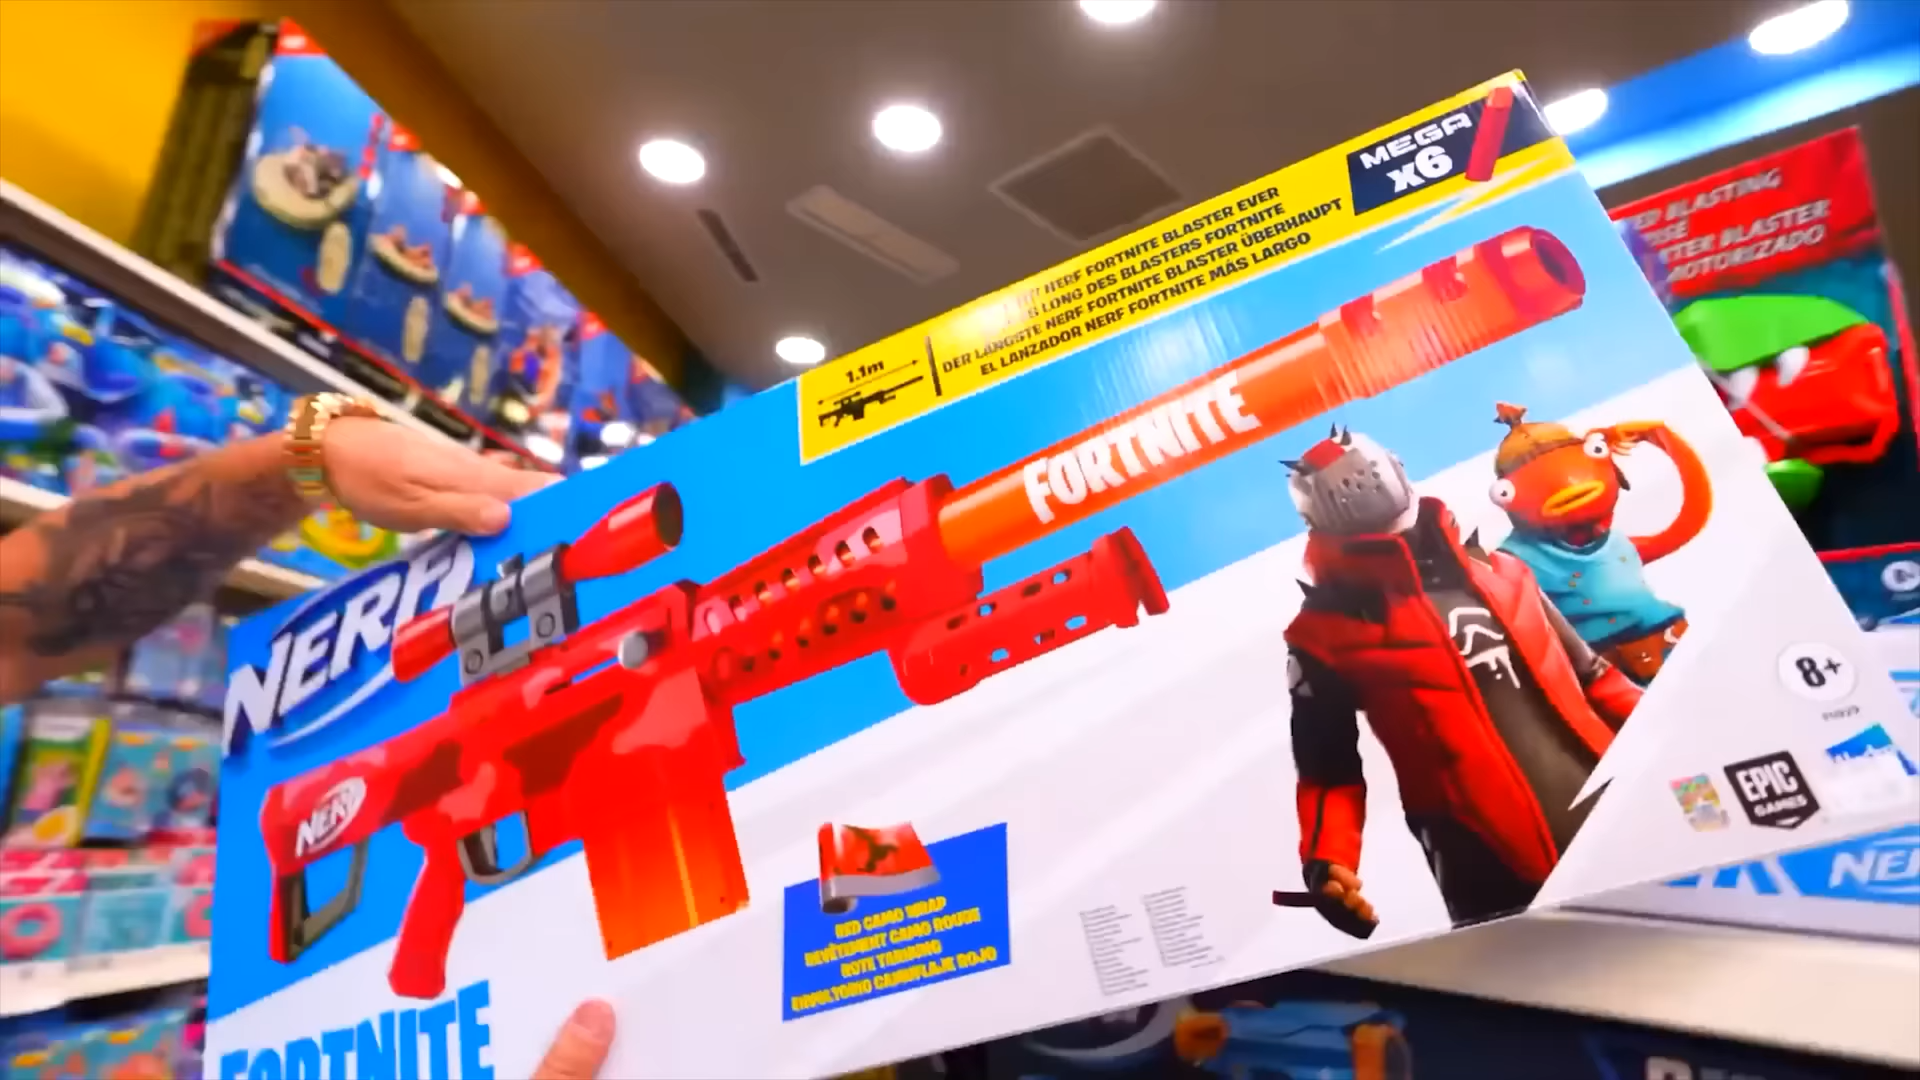 MEGA
x6
NERF FORTNITE BLASTER EVER
LONG DES BLASTERS FORTNITE
DER LÄNGSTE NERF FORTNITE BLASTER ÜBERHAUPT
EL LANZADOR NERF FORTNITE MÁS LARGO
1.1m
BLASTING
BLASTER
MOTORIZADO
FORTNITE
NERF
NERF
8+
EPIC
GAMES
NE
RED CAMO WRAP
REVÊTEMENT CAMO ROUGE
ROTE TARNUNG
ENVOLTORIO CAMUFLAJE ROJO
FORTNITE